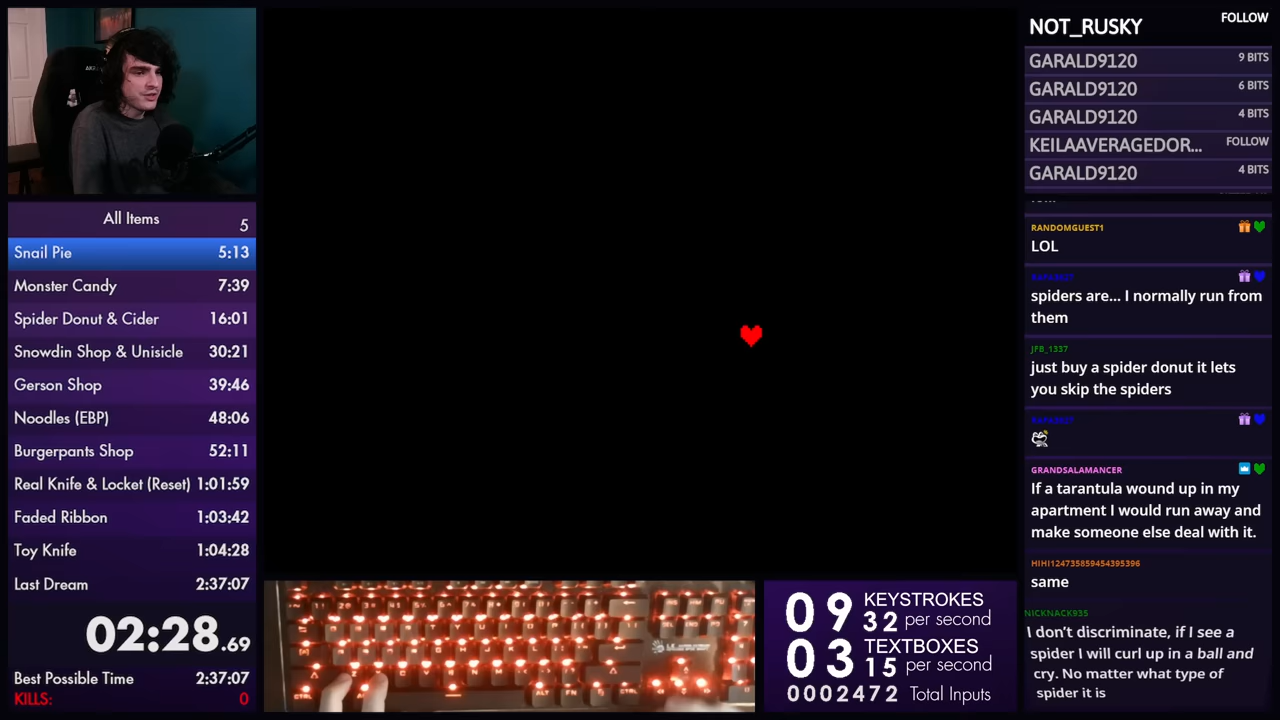 All Items
5
Snail Pie 5:13
Monster Candy 7:39
Spider Donut & Cider 16:01
Snowdin Shop & Unisicle 30:21
Gerson Shop 39:46
Noodles (EBP) 48:06
Burgerpants Shop 52:11
Real Knife & Locket (Reset) 1:01:59
Faded Ribbon 1:03:42
Toy Knife 1:04:28
Last Dream 2:37:07
02:28.69
Best Possible Time 2:37:07
KILLS: 0
09 KEYSTROKES
32 per second
03 TEXTBOXES
15 per second
0002472 Total Inputs
NOT_RUSKY FOLLOW
GARALD9120 9 BITS
GARALD9120 6 BITS
GARALD9120 4 BITS
KEILAAVERAGEDOR... FOLLOW
GARALD9120 4 BITS
RANDOMGUEST1
LOL
spiders are... I normally run from
them
JFB_1337
just buy a spider donut it lets
you skip the spiders
GRANDSALAMANCER
If a tarantula wound up in my
apartment I would run away and
make someone else deal with it.
HIHI124735859454395396
same
NICKNACK935
I don't discriminate, if I see a
spider I will curl up in a ball and
cry. No matter what type of
spider it is